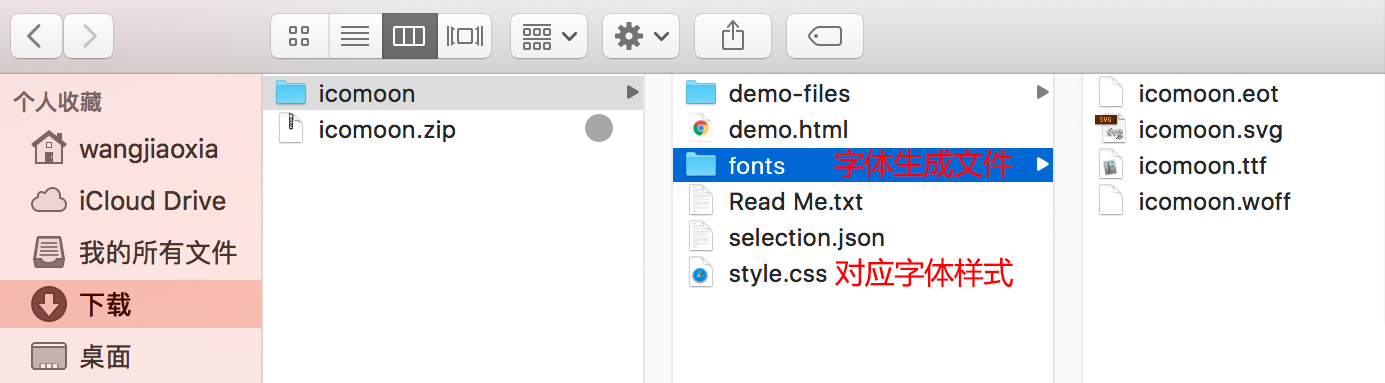 个人收藏
wangjiaoxia
iCloud Drive
我的所有文件
下载
桌面
icomoon
icomoon.zip
demo-files
demo.html
fonts 字体生成文件
Read Me.txt
selection.json
style.css 对应字体样式
icomoon.eot
SVG icomoon.svg
icomoon.ttf
icomoon.woff